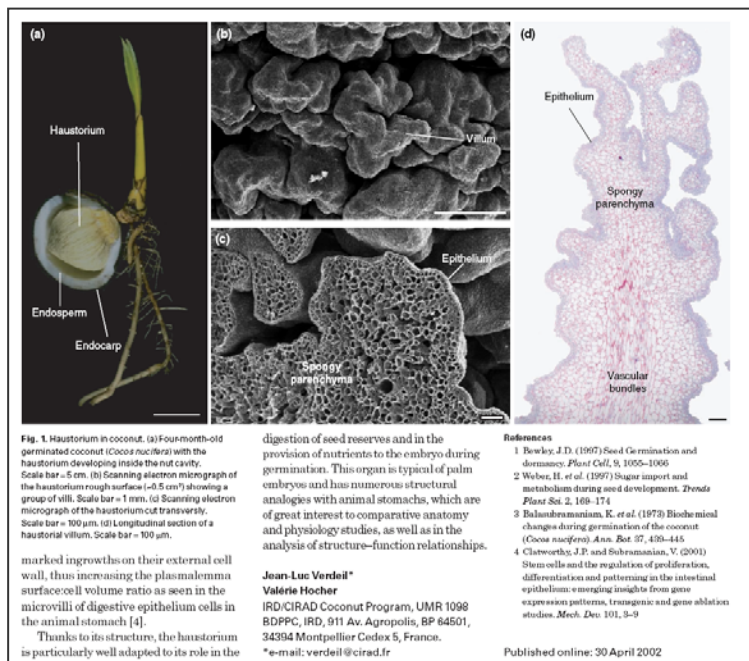 (a)
Haustorium
Endosperm
Endocarp
(b)
Villum
(c)
Epithelium
Spongy
parenchyma
(d)
Epithelium
Spongy
parenchyma
Vascular
bundles
Fig. 1. Haustorium in coconut. (a) Four-month-old
germinated coconut (Cocos nucifera) with the
haustorium developing inside the nut cavity.
Scale bar = 5 cm. (b) Scanning electron micrograph of
the haustorium rough surface (~0.5 cm²) showing a
group of villi. Scale bar = 1 mm. (c) Scanning electron
micrograph of the haustorium cut transversly.
Scale bar = 100 µm. (d) Longitudinal section of a
haustorial villum. Scale bar = 100 µm.
marked ingrowths on their external cell
wall, thus increasing the plasmalemma
surface:cell volume ratio as seen in the
microvilli of digestive epithelium cells in
the animal stomach [4].
Thanks to its structure, the haustorium
is particularly well adapted to its role in the
digestion of seed reserves and in the
provision of nutrients to the embryo during
germination. This organ is typical of palm
embryos and has numerous structural
analogies with animal stomachs, which are
of great interest to comparative anatomy
and physiology studies, as well as in the
analysis of structure–function relationships.
Jean-Luc Verdeil*
Valérie Hocher
IRD/CIRAD Coconut Program, UMR 1098
BDPPC, IRD, 911 Av. Agropolis, BP 64501,
34394 Montpellier Cedex 5, France.
*e-mail: verdeil@cirad.fr
References
1 Bewley, J.D. (1997) Seed Germination and
dormancy. Plant Cell, 9, 1055–1066
2 Weber, H. et al. (1997) Sugar import and
metabolism during seed development. Trends
Plant Sci. 2, 169–174
3 Balasubramaniam, K. et al. (1973) Biochemical
changes during germination of the coconut
(Cocos nucifera). Ann. Bot. 37, 439–445
4 Clatworthy, J.P. and Subramanian, V. (2001)
Stem cells and the regulation of proliferation,
differentiation and patterning in the intestinal
epithelium: emerging insights from gene
expression patterns, transgenic and gene ablation
studies. Mech. Dev. 101, 3–9
Published online: 30 April 2002